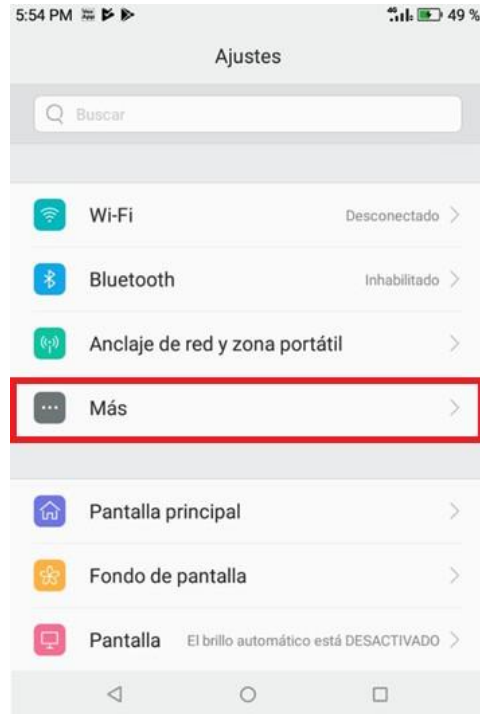 5:54 PM 4G 49 %
Ajustes
Buscar
Wi-Fi Desconectado
Bluetooth Inhabilitado
Anclaje de red y zona portátil
Más
Pantalla principal
Fondo de pantalla
Pantalla El brillo automático está DESACTIVADO